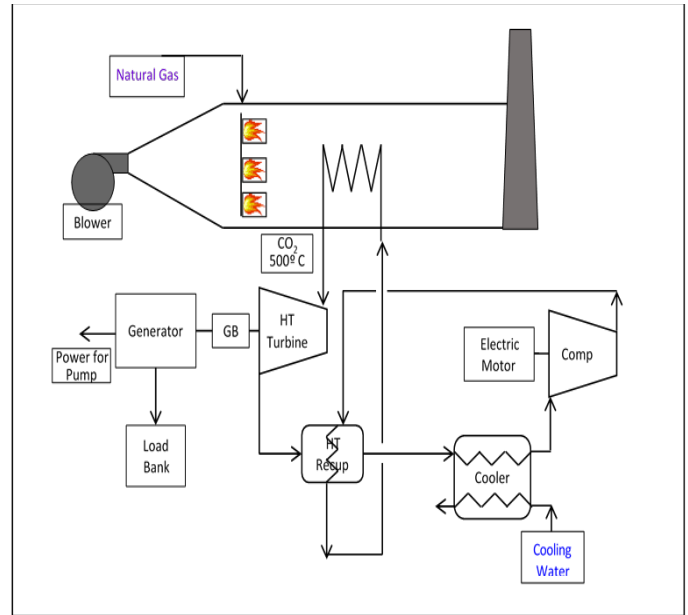 Natural Gas
Blower
CO2
500º C
Generator
GB
HT
Turbine
Power for
Pump
Load
Bank
Electric
Motor
Comp
HT
Recup
Cooler
Cooling
Water